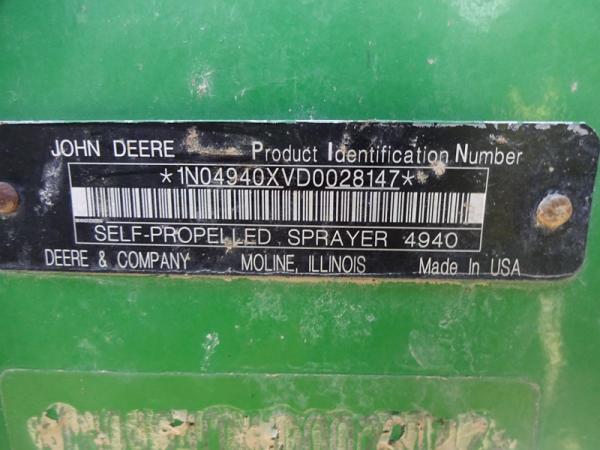 JOHN DEERE Product Identification Number
*1N04940XVD0028147*
SELF-PROPELLED SPRAYER 4940
DEERE & COMPANY MOLINE, ILLINOIS Made In USA